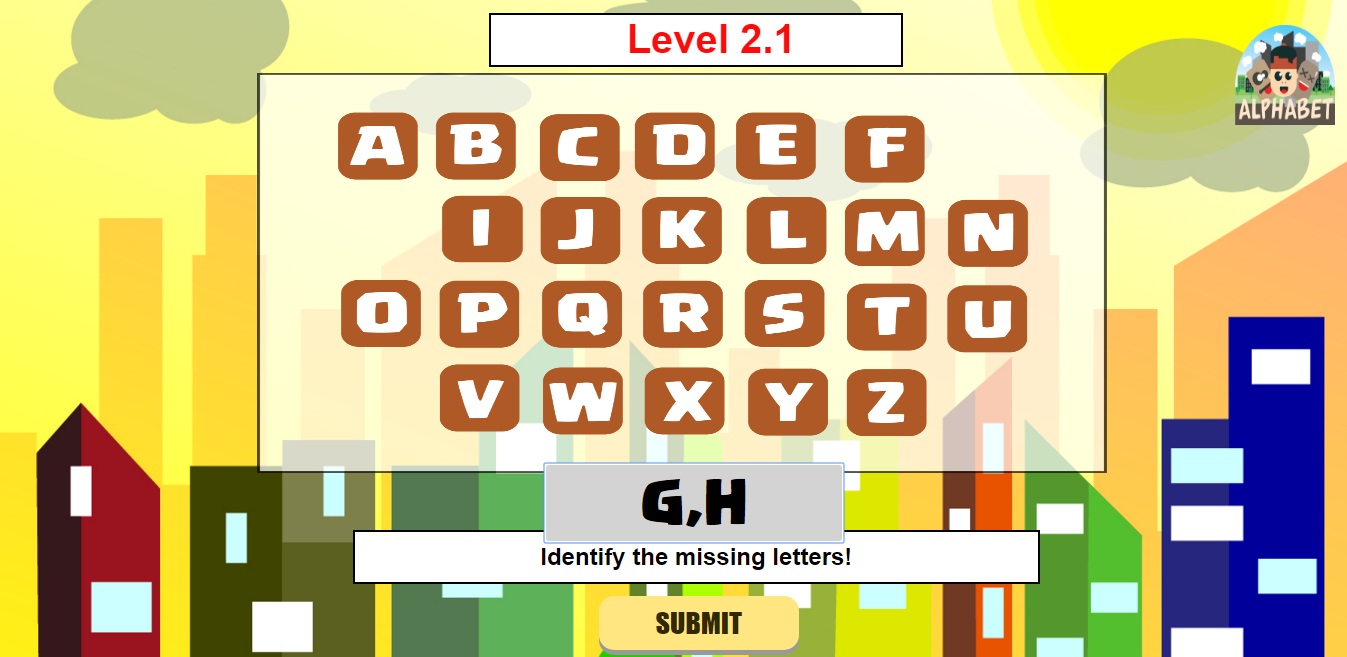 Level 2.1
ALPHABET
A B C D E F
I J K L M N
O P Q R S T U
V W X Y Z
G,H
Identify the missing letters!
SUBMIT